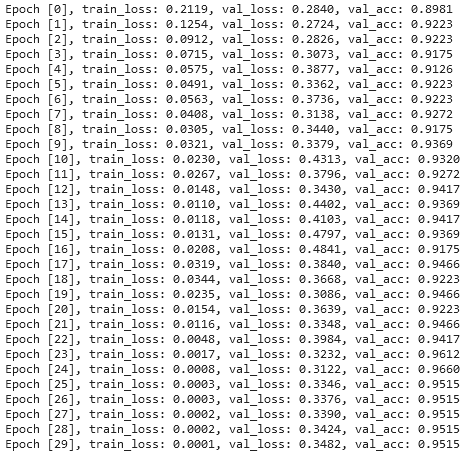 Epoch [0], train_loss: 0.2119, val_loss: 0.2840, val_acc: 0.8981
Epoch [1], train_loss: 0.1254, val_loss: 0.2724, val_acc: 0.9223
Epoch [2], train_loss: 0.0912, val_loss: 0.2826, val_acc: 0.9223
Epoch [3], train_loss: 0.0715, val_loss: 0.3073, val_acc: 0.9175
Epoch [4], train_loss: 0.0575, val_loss: 0.3877, val_acc: 0.9126
Epoch [5], train_loss: 0.0491, val_loss: 0.3362, val_acc: 0.9223
Epoch [6], train_loss: 0.0563, val_loss: 0.3736, val_acc: 0.9223
Epoch [7], train_loss: 0.0408, val_loss: 0.3138, val_acc: 0.9272
Epoch [8], train_loss: 0.0305, val_loss: 0.3440, val_acc: 0.9175
Epoch [9], train_loss: 0.0321, val_loss: 0.3379, val_acc: 0.9369
Epoch [10], train_loss: 0.0230, val_loss: 0.4313, val_acc: 0.9320
Epoch [11], train_loss: 0.0267, val_loss: 0.3796, val_acc: 0.9272
Epoch [12], train_loss: 0.0148, val_loss: 0.3430, val_acc: 0.9417
Epoch [13], train_loss: 0.0110, val_loss: 0.4402, val_acc: 0.9369
Epoch [14], train_loss: 0.0118, val_loss: 0.4103, val_acc: 0.9417
Epoch [15], train_loss: 0.0131, val_loss: 0.4797, val_acc: 0.9369
Epoch [16], train_loss: 0.0208, val_loss: 0.4841, val_acc: 0.9175
Epoch [17], train_loss: 0.0319, val_loss: 0.3840, val_acc: 0.9466
Epoch [18], train_loss: 0.0344, val_loss: 0.3668, val_acc: 0.9223
Epoch [19], train_loss: 0.0235, val_loss: 0.3086, val_acc: 0.9466
Epoch [20], train_loss: 0.0154, val_loss: 0.3639, val_acc: 0.9223
Epoch [21], train_loss: 0.0116, val_loss: 0.3348, val_acc: 0.9466
Epoch [22], train_loss: 0.0048, val_loss: 0.3984, val_acc: 0.9417
Epoch [23], train_loss: 0.0017, val_loss: 0.3232, val_acc: 0.9612
Epoch [24], train_loss: 0.0008, val_loss: 0.3122, val_acc: 0.9660
Epoch [25], train_loss: 0.0003, val_loss: 0.3346, val_acc: 0.9515
Epoch [26], train_loss: 0.0003, val_loss: 0.3376, val_acc: 0.9515
Epoch [27], train_loss: 0.0002, val_loss: 0.3390, val_acc: 0.9515
Epoch [28], train_loss: 0.0002, val_loss: 0.3424, val_acc: 0.9515
Epoch [29], train_loss: 0.0001, val_loss: 0.3482, val_acc: 0.9515